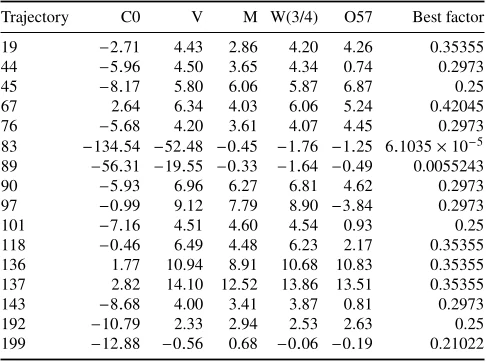 Trajectory C0 V M W(3/4) O57 Best factor
19 −2.71 4.43 2.86 4.20 4.26 0.35355
44 −5.96 4.50 3.65 4.34 0.74 0.2973
45 −8.17 5.80 6.06 5.87 6.87 0.25
67 2.64 6.34 4.03 6.06 5.24 0.42045
76 −5.68 4.20 3.61 4.07 4.45 0.2973
83 −134.54 −52.48 −0.45 −1.76 −1.25 6.1035 × 10⁻⁵
89 −56.31 −19.55 −0.33 −1.64 −0.49 0.0055243
90 −5.93 6.96 6.27 6.81 4.62 0.2973
97 −0.99 9.12 7.79 8.90 −3.84 0.2973
101 −7.16 4.51 4.60 4.54 0.93 0.25
118 −0.46 6.49 4.48 6.23 2.17 0.35355
136 1.77 10.94 8.91 10.68 10.83 0.35355
137 2.82 14.10 12.52 13.86 13.51 0.35355
143 −8.68 4.00 3.41 3.87 0.81 0.2973
192 −10.79 2.33 2.94 2.53 2.63 0.25
199 −12.88 −0.56 0.68 −0.06 −0.19 0.21022